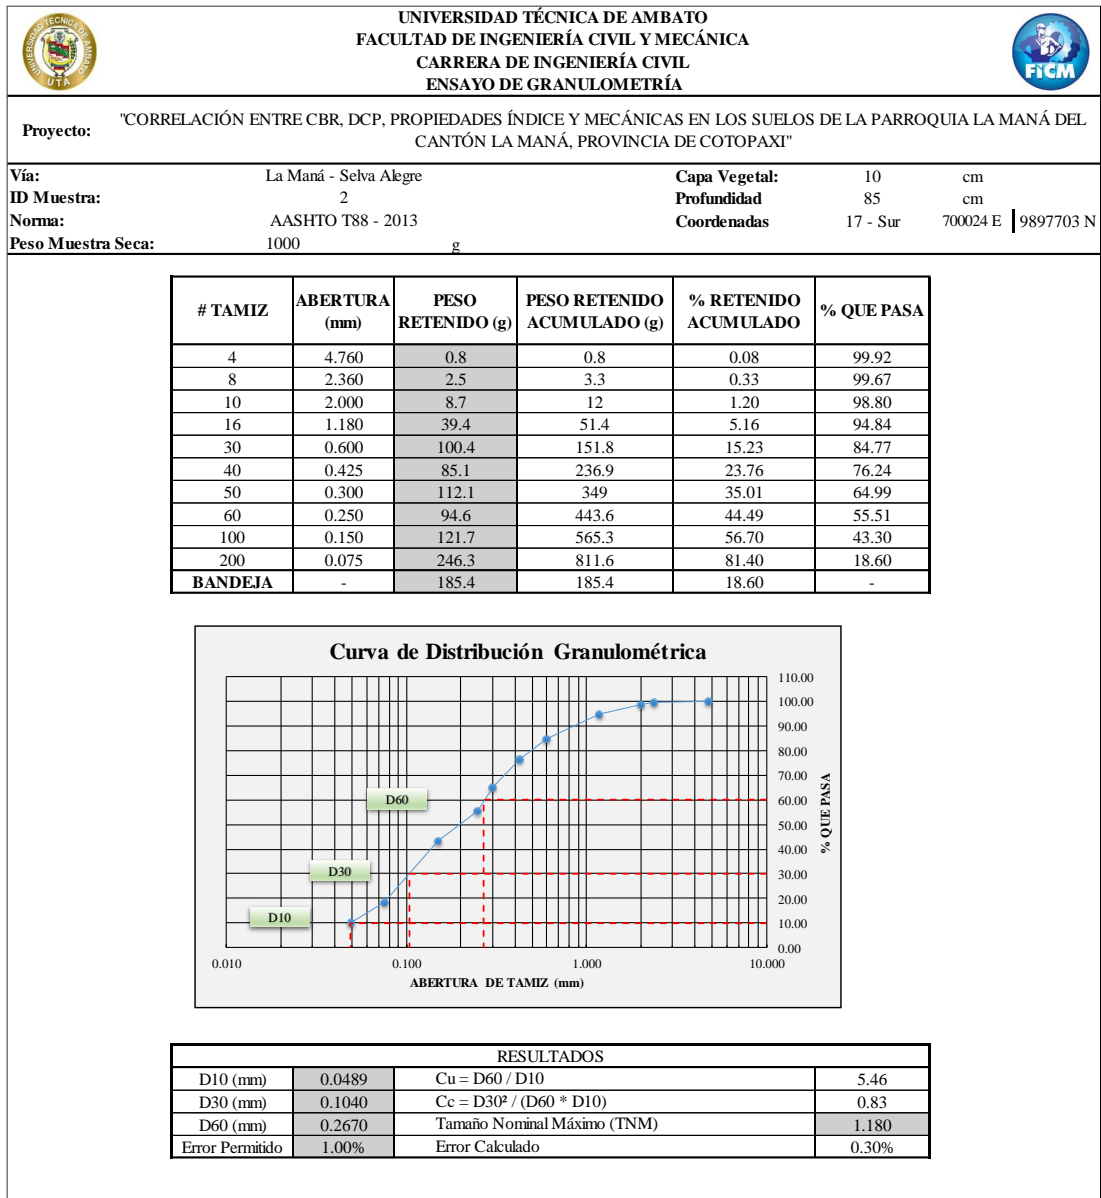 UNIVERSIDAD TÉCNICA DE AMBATO
FACULTAD DE INGENIERÍA CIVIL Y MECÁNICA
CARRERA DE INGENIERÍA CIVIL
ENSAYO DE GRANULOMETRÍA
UNIVERSIDAD TECNICA DE AMBATO
UTA
FICM
Proyecto: "CORRELACIÓN ENTRE CBR, DCP, PROPIEDADES ÍNDICE Y MECÁNICAS EN LOS SUELOS DE LA PARROQUIA LA MANÁ DEL
CANTÓN LA MANÁ, PROVINCIA DE COTOPAXI"
Vía: La Maná - Selva Alegre Capa Vegetal: 10 cm
ID Muestra: 2 Profundidad 85 cm
Norma: AASHTO T88 - 2013 Coordenadas 17 - Sur 700024 E 9897703 N
Peso Muestra Seca: 1000 g
# TAMIZ ABERTURA (mm) PESO RETENIDO (g) PESO RETENIDO ACUMULADO (g) % RETENIDO ACUMULADO % QUE PASA
4 4.760 0.8 0.8 0.08 99.92
8 2.360 2.5 3.3 0.33 99.67
10 2.000 8.7 12 1.20 98.80
16 1.180 39.4 51.4 5.16 94.84
30 0.600 100.4 151.8 15.23 84.77
40 0.425 85.1 236.9 23.76 76.24
50 0.300 112.1 349 35.01 64.99
60 0.250 94.6 443.6 44.49 55.51
100 0.150 121.7 565.3 56.70 43.30
200 0.075 246.3 811.6 81.40 18.60
BANDEJA - 185.4 185.4 18.60 -
Curva de Distribución Granulométrica
110.00
100.00
90.00
80.00
70.00
60.00
50.00
40.00
30.00
20.00
10.00
0.00
% QUE PASA
D60
D30
D10
0.010 0.100 1.000 10.000
ABERTURA DE TAMIZ (mm)
RESULTADOS
D10 (mm) 0.0489 Cu = D60 / D10 5.46
D30 (mm) 0.1040 Cc = D30² / (D60 * D10) 0.83
D60 (mm) 0.2670 Tamaño Nominal Máximo (TNM) 1.180
Error Permitido 1.00% Error Calculado 0.30%